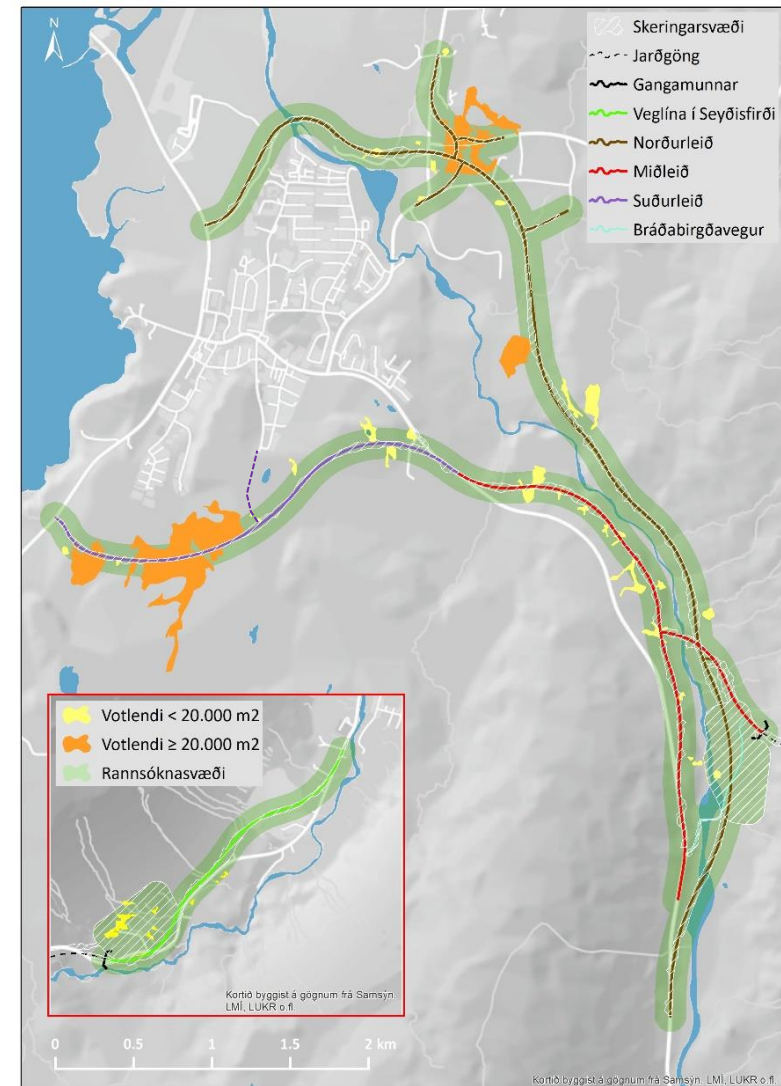 N
Skeringarsvæði
Jarðgöng
Gangamunnar
Veglína í Seyðisfirði
Norðurleið
Miðleið
Suðurleið
Bráðabirgðavegur
Votlendi < 20.000 m2
Votlendi ≥ 20.000 m2
Rannsóknasvæði
Kortið byggist á gögnum frá Samsýn,
LMÍ, LUKR o.fl.
0 0.5 1 2 km
Kortið byggist á gögnum frá Samsýn, LMÍ, LUKR o.fl.